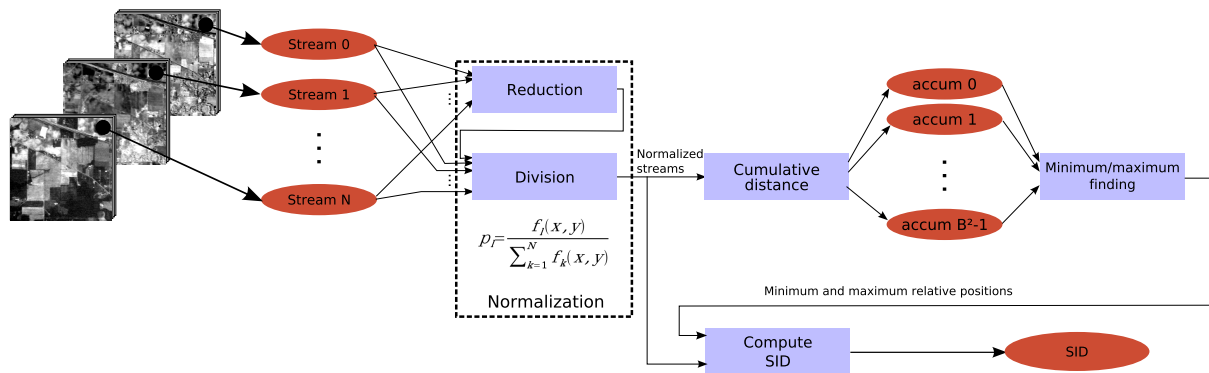 Stream 0
Stream 1
Stream N
Reduction
Division
p_l = f_l(x, y) / ∑_{k=1}^{N} f_k(x, y)
Normalization
Normalized
streams
Cumulative
distance
accum 0
accum 1
accum B²-1
Minimum/maximum
finding
Minimum and maximum relative positions
Compute
SID
SID